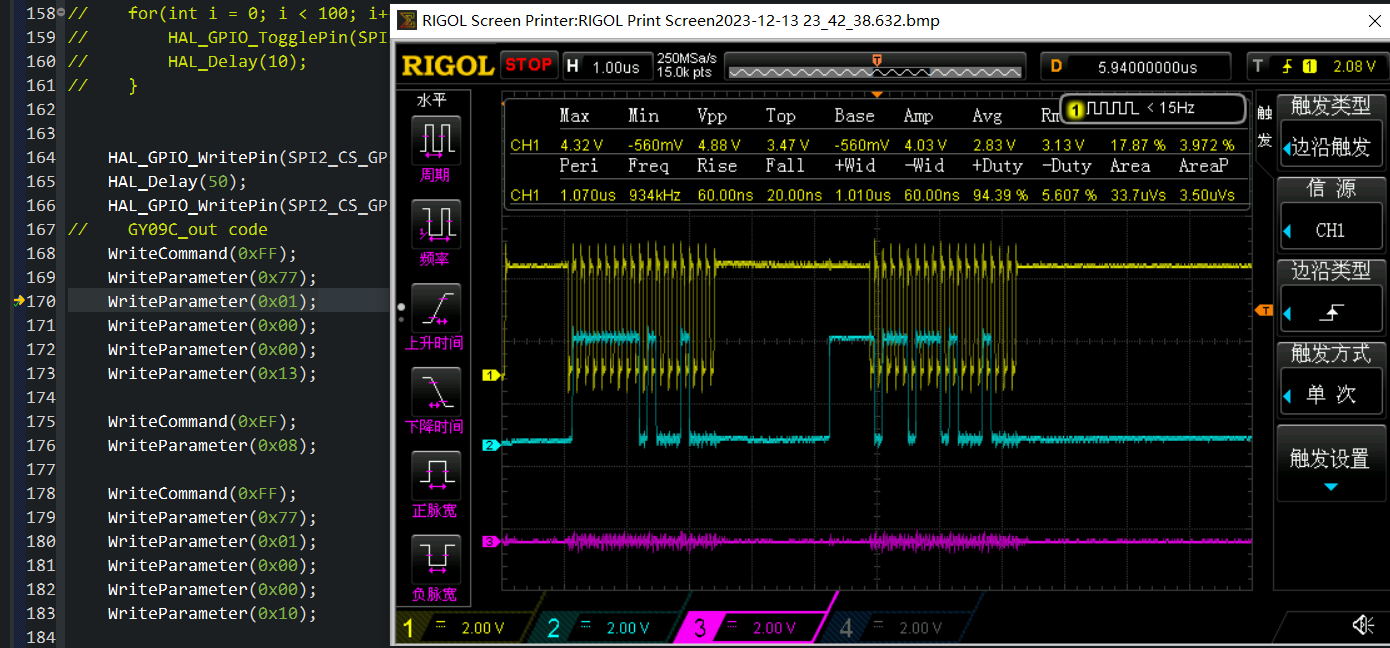 158 //    for(int i = 0; i < 100; i+
159 //        HAL_GPIO_TogglePin(SPI
160 //        HAL_Delay(10);
161 //    }
162
163
164     HAL_GPIO_WritePin(SPI2_CS_GP
165     HAL_Delay(50);
166     HAL_GPIO_WritePin(SPI2_CS_GP
167 //    GY09C_out code
168     WriteCommand(0xFF);
169     WriteParameter(0x77);
170     WriteParameter(0x01);
171     WriteParameter(0x00);
172     WriteParameter(0x00);
173     WriteParameter(0x13);
174
175     WriteCommand(0xEF);
176     WriteParameter(0x08);
177
178     WriteCommand(0xFF);
179     WriteParameter(0x77);
180     WriteParameter(0x01);
181     WriteParameter(0x00);
182     WriteParameter(0x00);
183     WriteParameter(0x10);
184
RIGOL Screen Printer:RIGOL Print Screen2023-12-13 23_42_38.632.bmp
RIGOL STOP H 1.00us 250MSa/s 15.0k pts T D 5.94000000us T 1 2.08 V
水平
周期
频率
上升时间
下降时间
正脉宽
负脉宽
1 < 15Hz
Max Min Vpp Top Base Amp Avg Rm
CH1 4.32 V -560mV 4.88 V 3.47 V -560mV 4.03 V 2.83 V 3.13 V 17.87 % 3.972 %
Peri Freq Rise Fall +Wid -Wid +Duty -Duty Area AreaP
CH1 1.070us 934kHz 60.00ns 20.00ns 1.010us 60.00ns 94.39 % 5.607 % 33.7uVs 3.50uVs
1
2
3
T
触发
触发类型
边沿触发
信 源
CH1
边沿类型
触发方式
单 次
触发设置
1 2.00 V 2 2.00 V 3 2.00 V 4 2.00 V